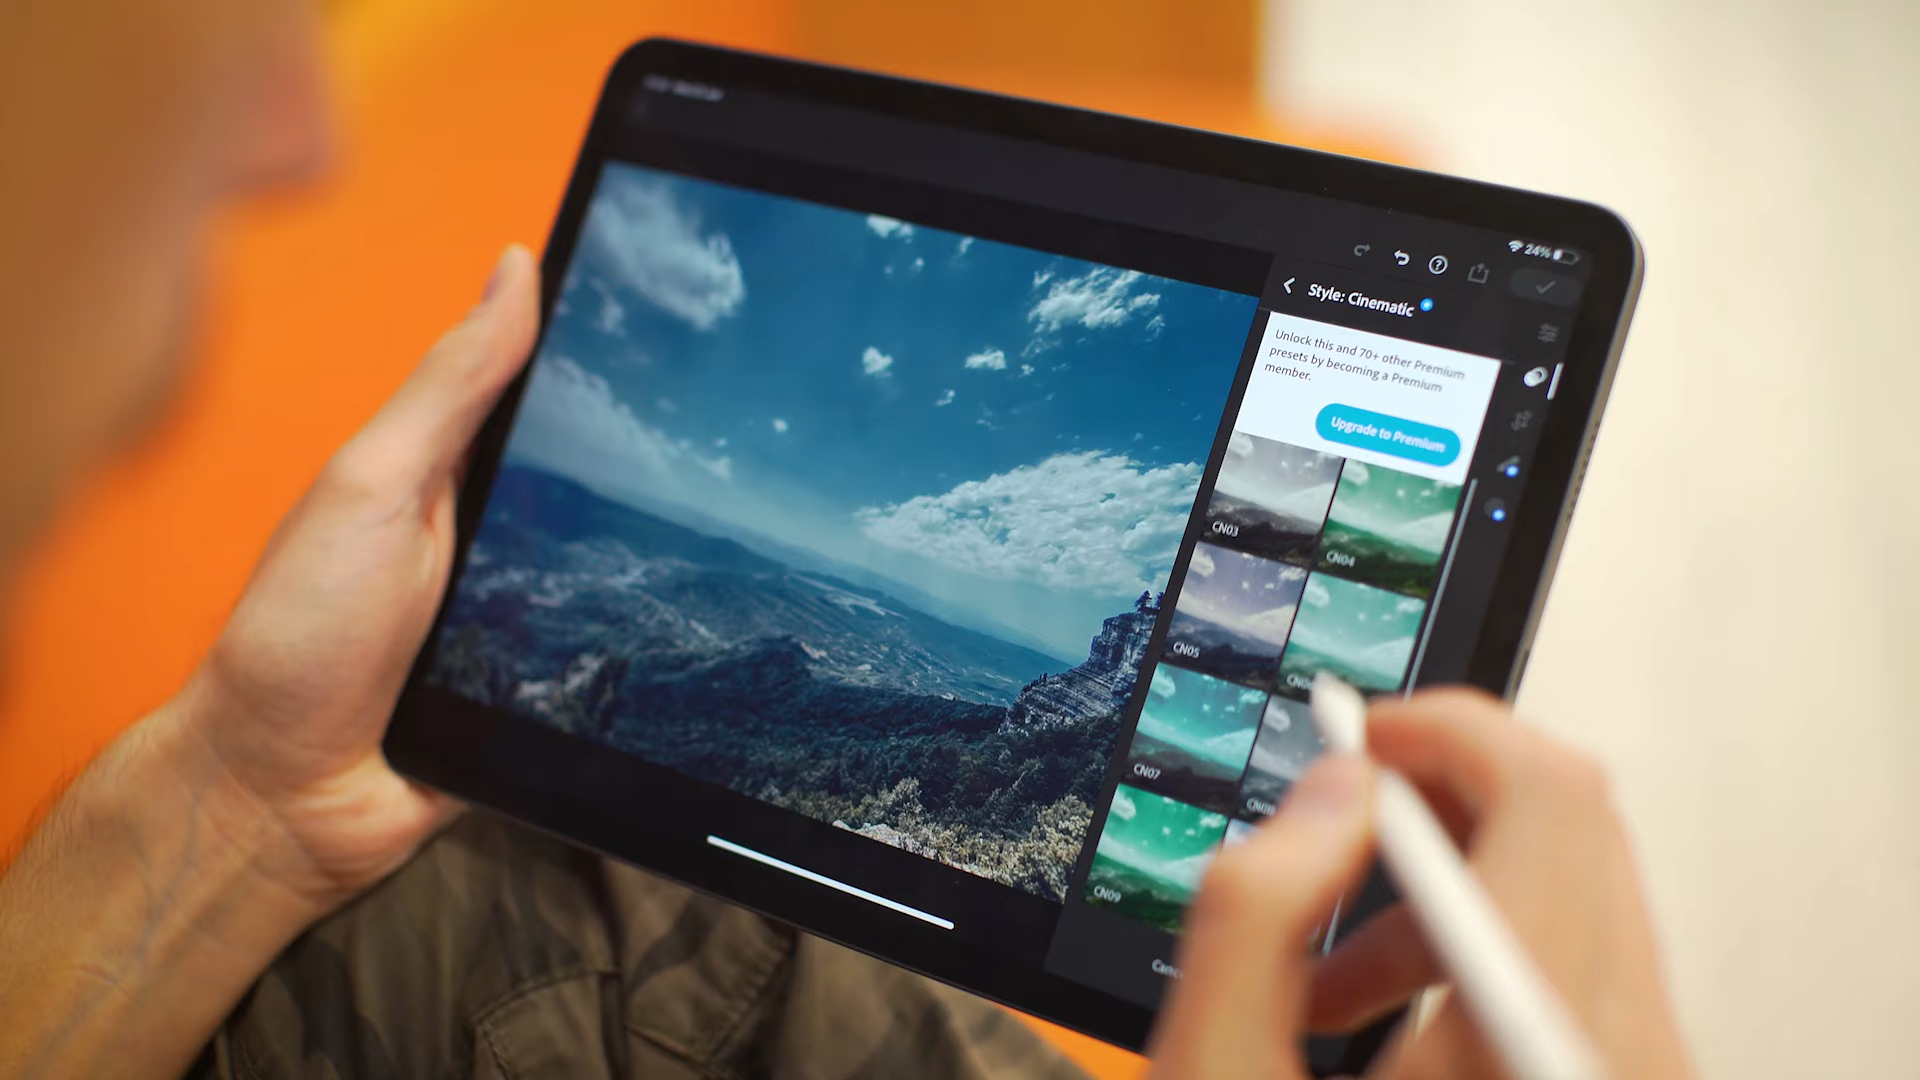 24%
Style: Cinematic
Unlock this and 70+ other Premium
presets by becoming a Premium
member.
Upgrade to Premium
CN03
CN04
CN05
CN07
CN09